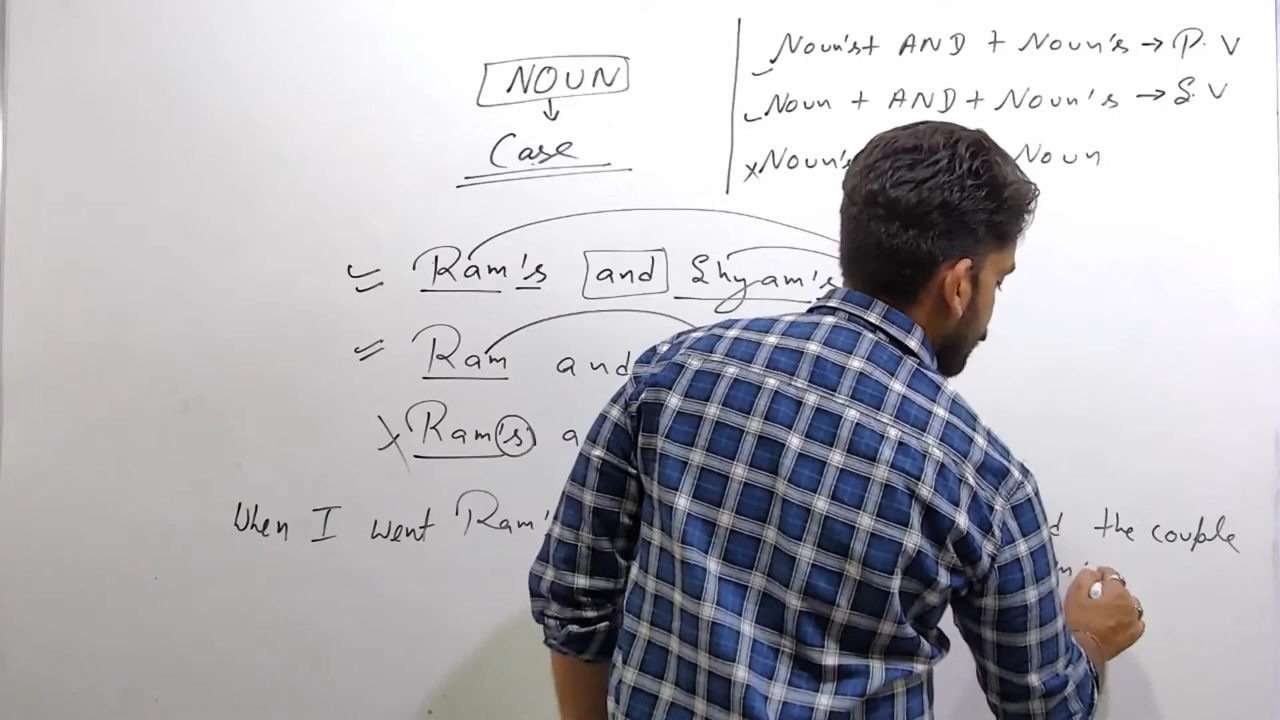 NOUN
Case
Noun's+ AND + Noun's → P. V
Noun + AND + Noun's → S. V
Noun's Noun
Ram's and Shyam's
Ram and
Ram's a
When I went Ram' the couple